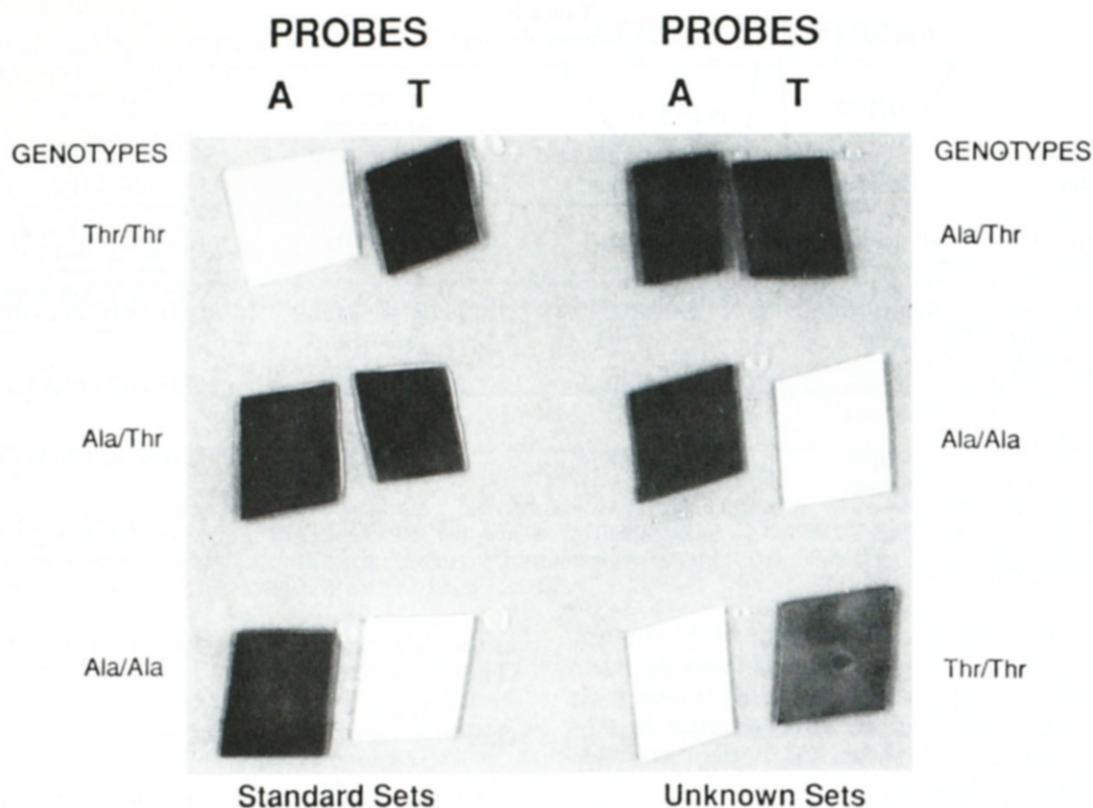 PROBES PROBES
A T A T
GENOTYPES GENOTYPES
Thr/Thr Ala/Thr
Ala/Thr Ala/Ala
Ala/Ala Thr/Thr
Standard Sets Unknown Sets